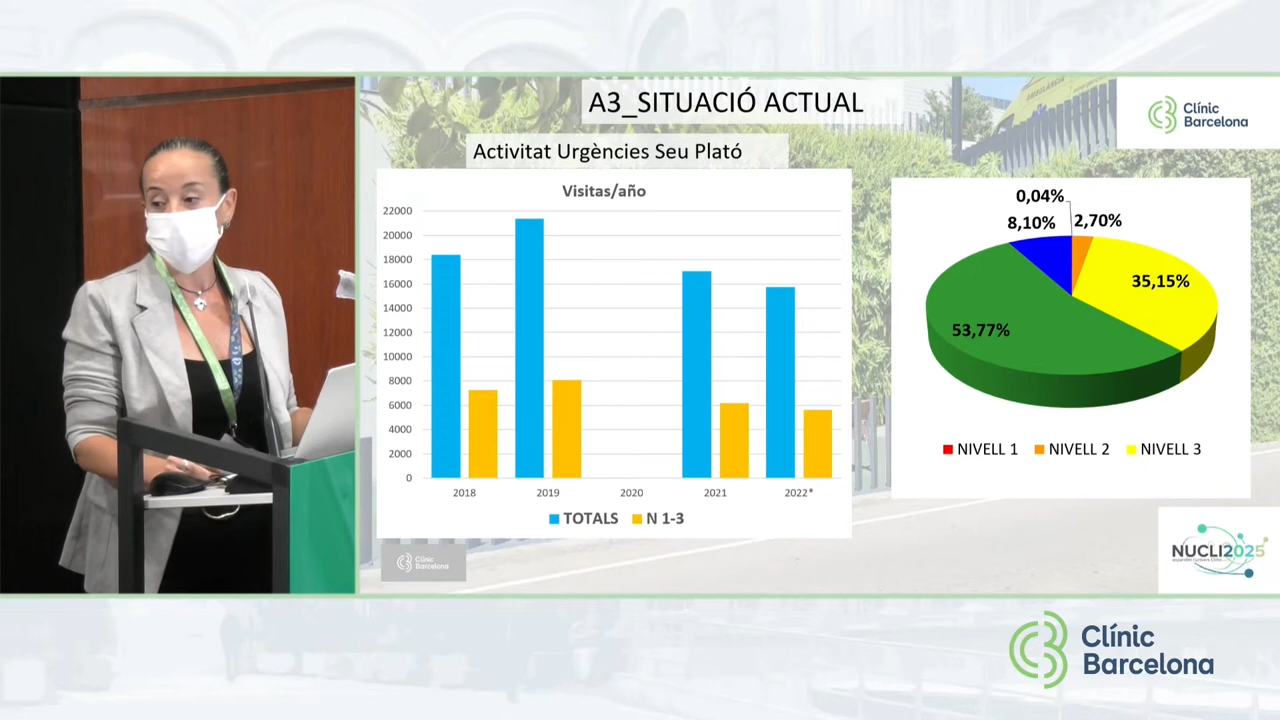 A3_SITUACIÓ ACTUAL
Clínic
Barcelona
Activitat Urgències Seu Plató
Visitas/año
22000
20000
18000
16000
14000
12000
10000
8000
6000
4000
2000
0
2018
2019
2020
2021
2022*
TOTALS
N 1-3
0,04%
8,10%
2,70%
35,15%
53,77%
NIVELL 1
NIVELL 2
NIVELL 3
Clínic
Barcelona
NUCLI2025
Clínic
Barcelona